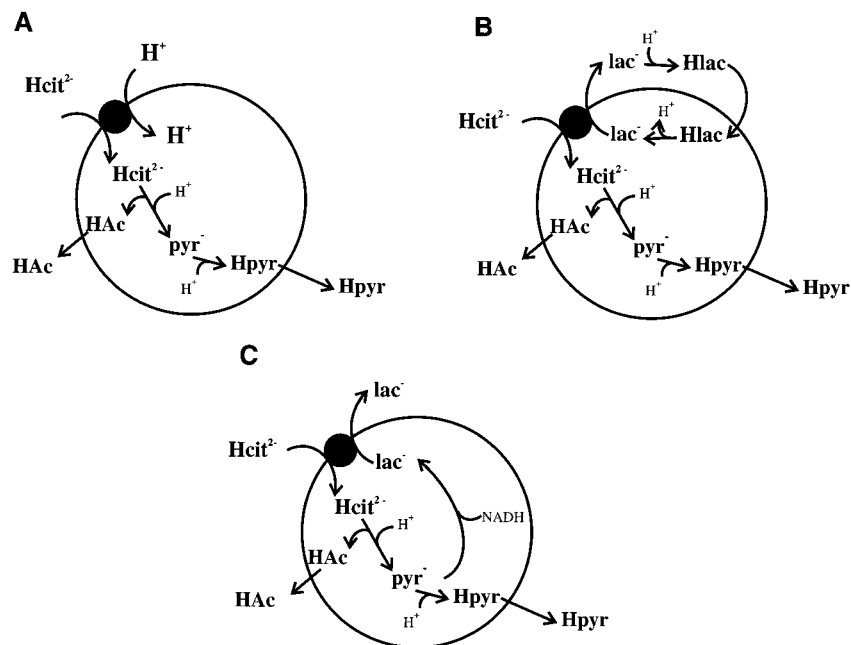 A
H⁺
Hcit²⁻
H⁺
Hcit²⁻
H⁺
HAc
HAc
pyr⁻
H⁺
Hpyr
Hpyr
B
H⁺
lac⁻
Hlac
Hcit²⁻
H⁺
lac⁻
Hlac
Hcit²⁻
H⁺
HAc
HAc
pyr⁻
H⁺
Hpyr
Hpyr
C
lac⁻
Hcit²⁻
lac⁻
Hcit²⁻
H⁺
NADH
HAc
HAc
pyr⁻
H⁺
Hpyr
Hpyr